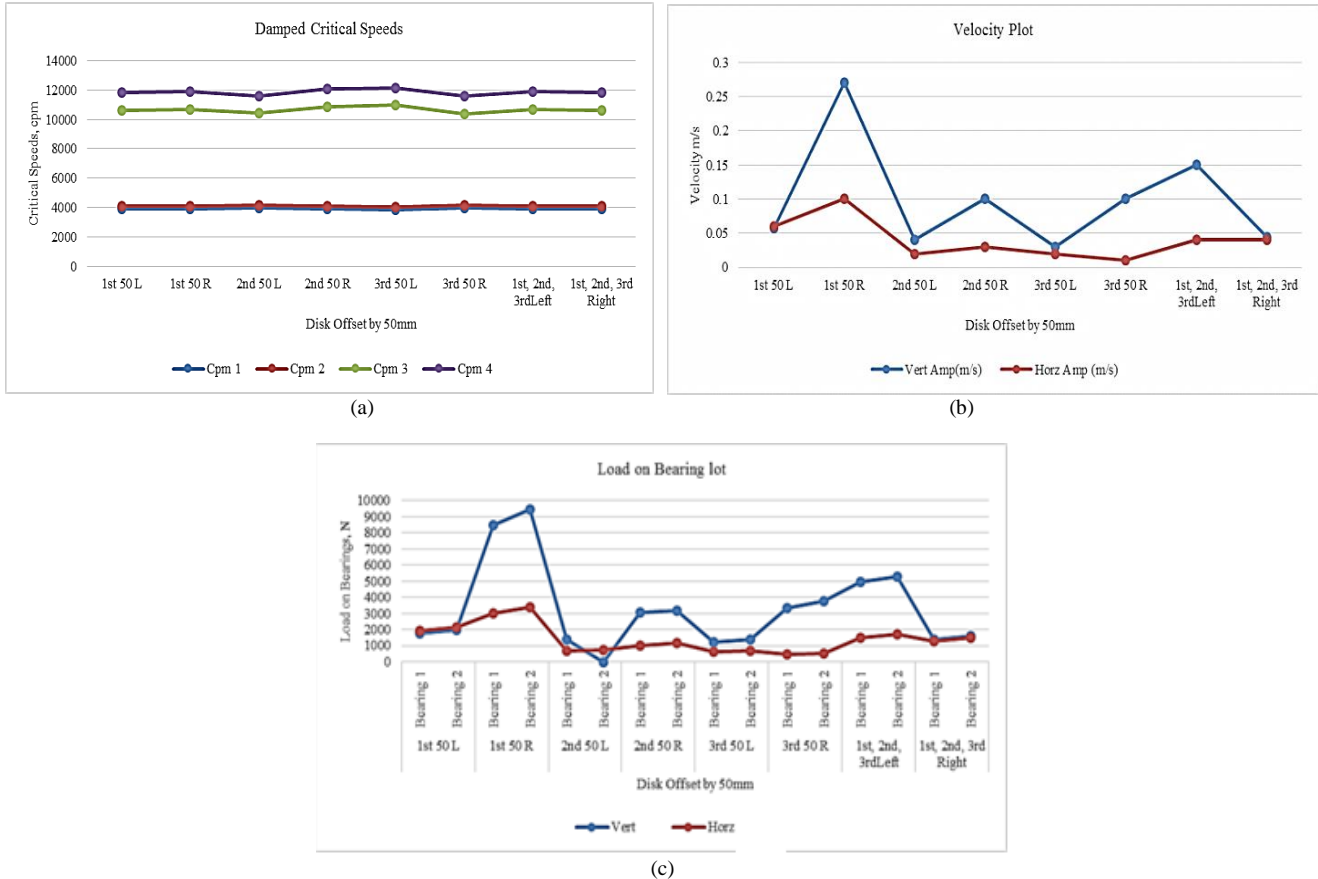 Damped Critical Speeds
14000
12000
10000
8000
6000
4000
2000
0
Critical Speeds, cpm
1st 50 L
1st 50 R
2nd 50 L
2nd 50 R
3rd 50 L
3rd 50 R
1st, 2nd,
3rdLeft
1st, 2nd, 3rd
Right
Disk Offset by 50mm
Cpm 1
Cpm 2
Cpm 3
Cpm 4
(a)
Velocity Plot
0.3
0.25
0.2
0.15
0.1
0.05
0
Velocity m/s
1st 50 L
1st 50 R
2nd 50 L
2nd 50 R
3rd 50 L
3rd 50 R
1st, 2nd,
3rdLeft
1st, 2nd, 3rd
Right
Disk Offset by 50mm
Vert Amp(m/s)
Horz Amp (m/s)
(b)
Load on Bearing lot
10000
9000
8000
7000
6000
5000
4000
3000
2000
1000
0
Load on Bearings, N
Bearing 1
Bearing 2
Bearing 1
Bearing 2
Bearing 1
Bearing 2
Bearing 1
Bearing 2
Bearing 1
Bearing 2
Bearing 1
Bearing 2
Bearing 1
Bearing 2
Bearing 1
Bearing 2
1st 50 L
1st 50 R
2nd 50 L
2nd 50 R
3rd 50 L
3rd 50 R
1st, 2nd,
3rdLeft
1st, 2nd, 3rd
Right
Disk Offset by 50mm
Vert
Horz
(c)